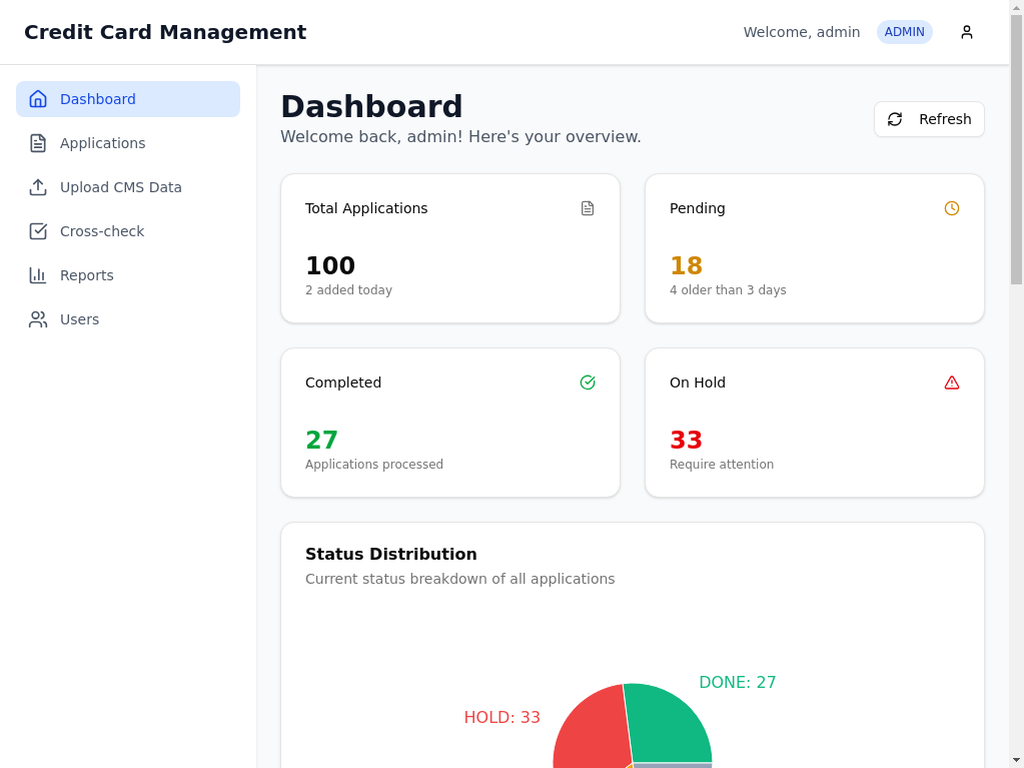 Credit Card Management
Welcome, admin
ADMIN
Dashboard
Applications
Upload CMS Data
Cross-check
Reports
Users
Dashboard
Welcome back, admin! Here's your overview.
Refresh
Total Applications
100
2 added today
Pending
18
4 older than 3 days
Completed
27
Applications processed
On Hold
33
Require attention
Status Distribution
Current status breakdown of all applications
DONE: 27
HOLD: 33